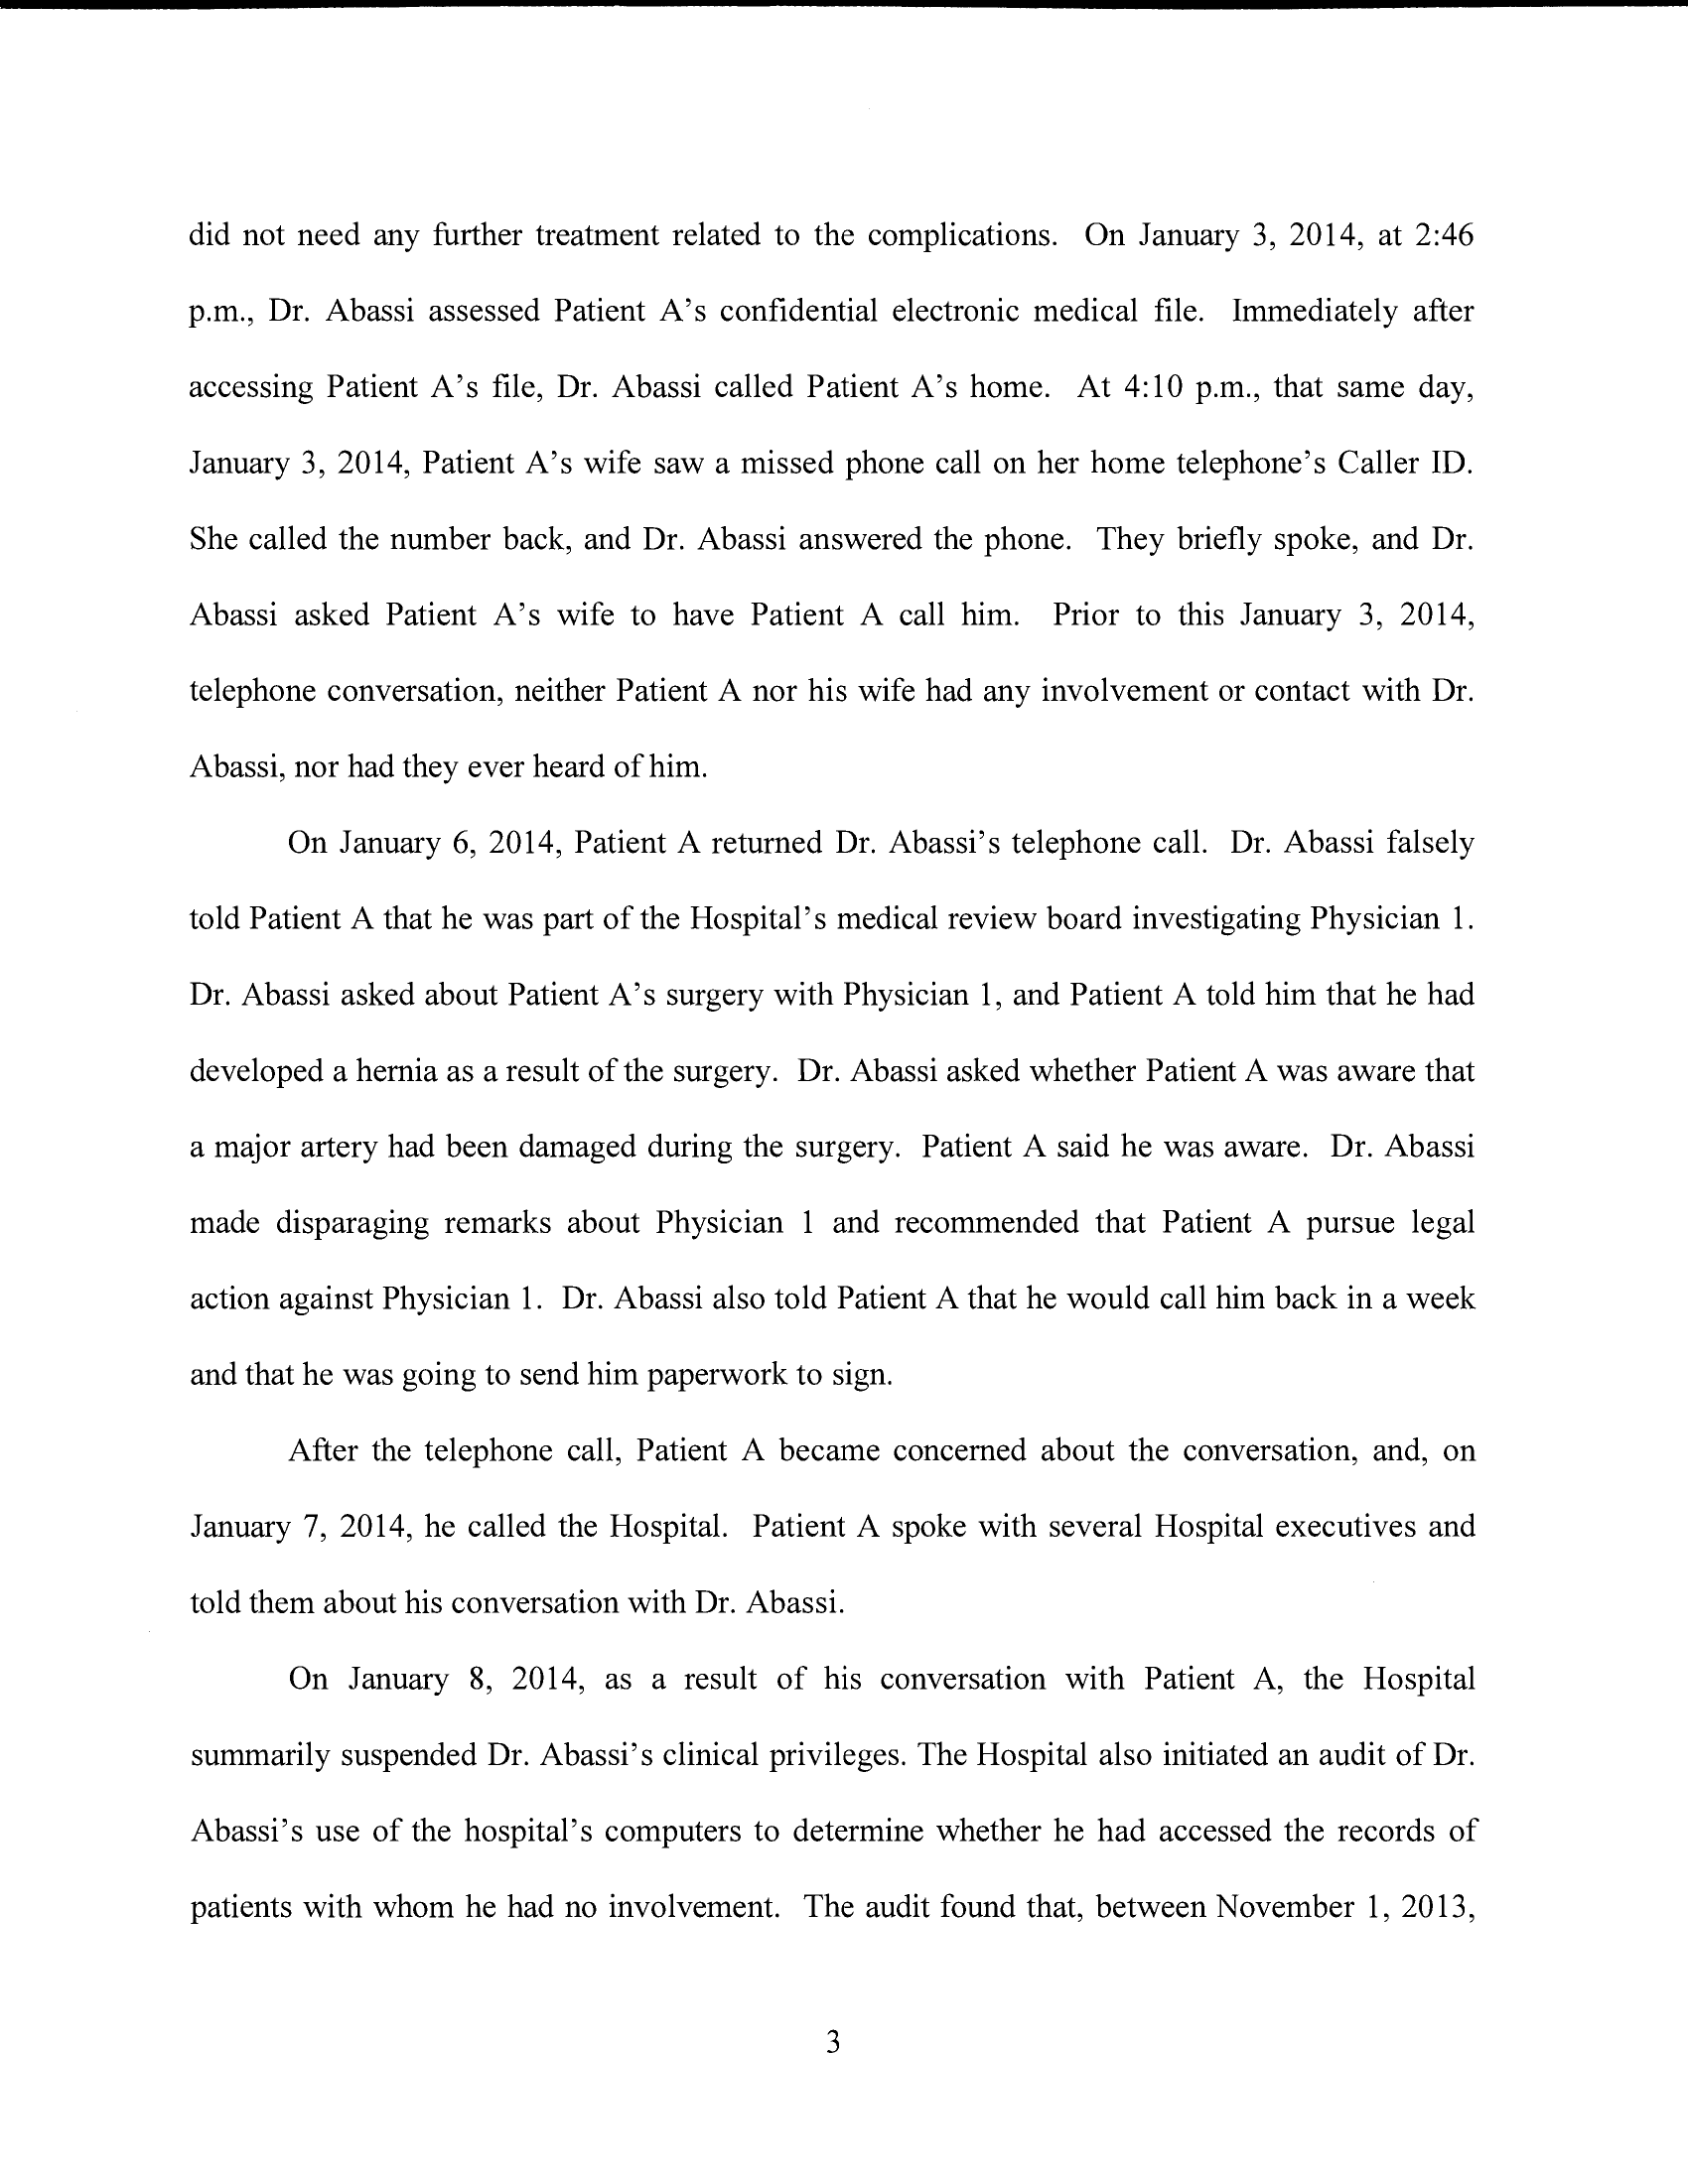 did not need any further treatment related to the complications. On January 3, 2014, at 2:46
p.m., Dr. Abassi assessed Patient A's confidential electronic medical file. Immediately after
accessing Patient A's file, Dr. Abassi called Patient A's home. At 4:10 p.m., that same day,
January 3, 2014, Patient A's wife saw a missed phone call on her home telephone's Caller ID.
She called the number back, and Dr. Abassi answered the phone. They briefly spoke, and Dr.
Abassi asked Patient A's wife to have Patient A call him. Prior to this January 3, 2014,
telephone conversation, neither Patient A nor his wife had any involvement or contact with Dr.
Abassi, nor had they ever heard of him.
On January 6, 2014, Patient A returned Dr. Abassi's telephone call. Dr. Abassi falsely
told Patient A that he was part of the Hospital's medical review board investigating Physician 1.
Dr. Abassi asked about Patient A's surgery with Physician 1, and Patient A told him that he had
developed a hernia as a result of the surgery. Dr. Abassi asked whether Patient A was aware that
a major artery had been damaged during the surgery. Patient A said he was aware. Dr. Abassi
made disparaging remarks about Physician 1 and recommended that Patient A pursue legal
action against Physician 1. Dr. Abassi also told Patient A that he would call him back in a week
and that he was going to send him paperwork to sign.
After the telephone call, Patient A became concerned about the conversation, and, on
January 7, 2014, he called the Hospital. Patient A spoke with several Hospital executives and
told them about his conversation with Dr. Abassi.
On January 8, 2014, as a result of his conversation with Patient A, the Hospital
summarily suspended Dr. Abassi's clinical privileges. The Hospital also initiated an audit of Dr.
Abassi's use of the hospital's computers to determine whether he had accessed the records of
patients with whom he had no involvement. The audit found that, between November 1, 2013,
3